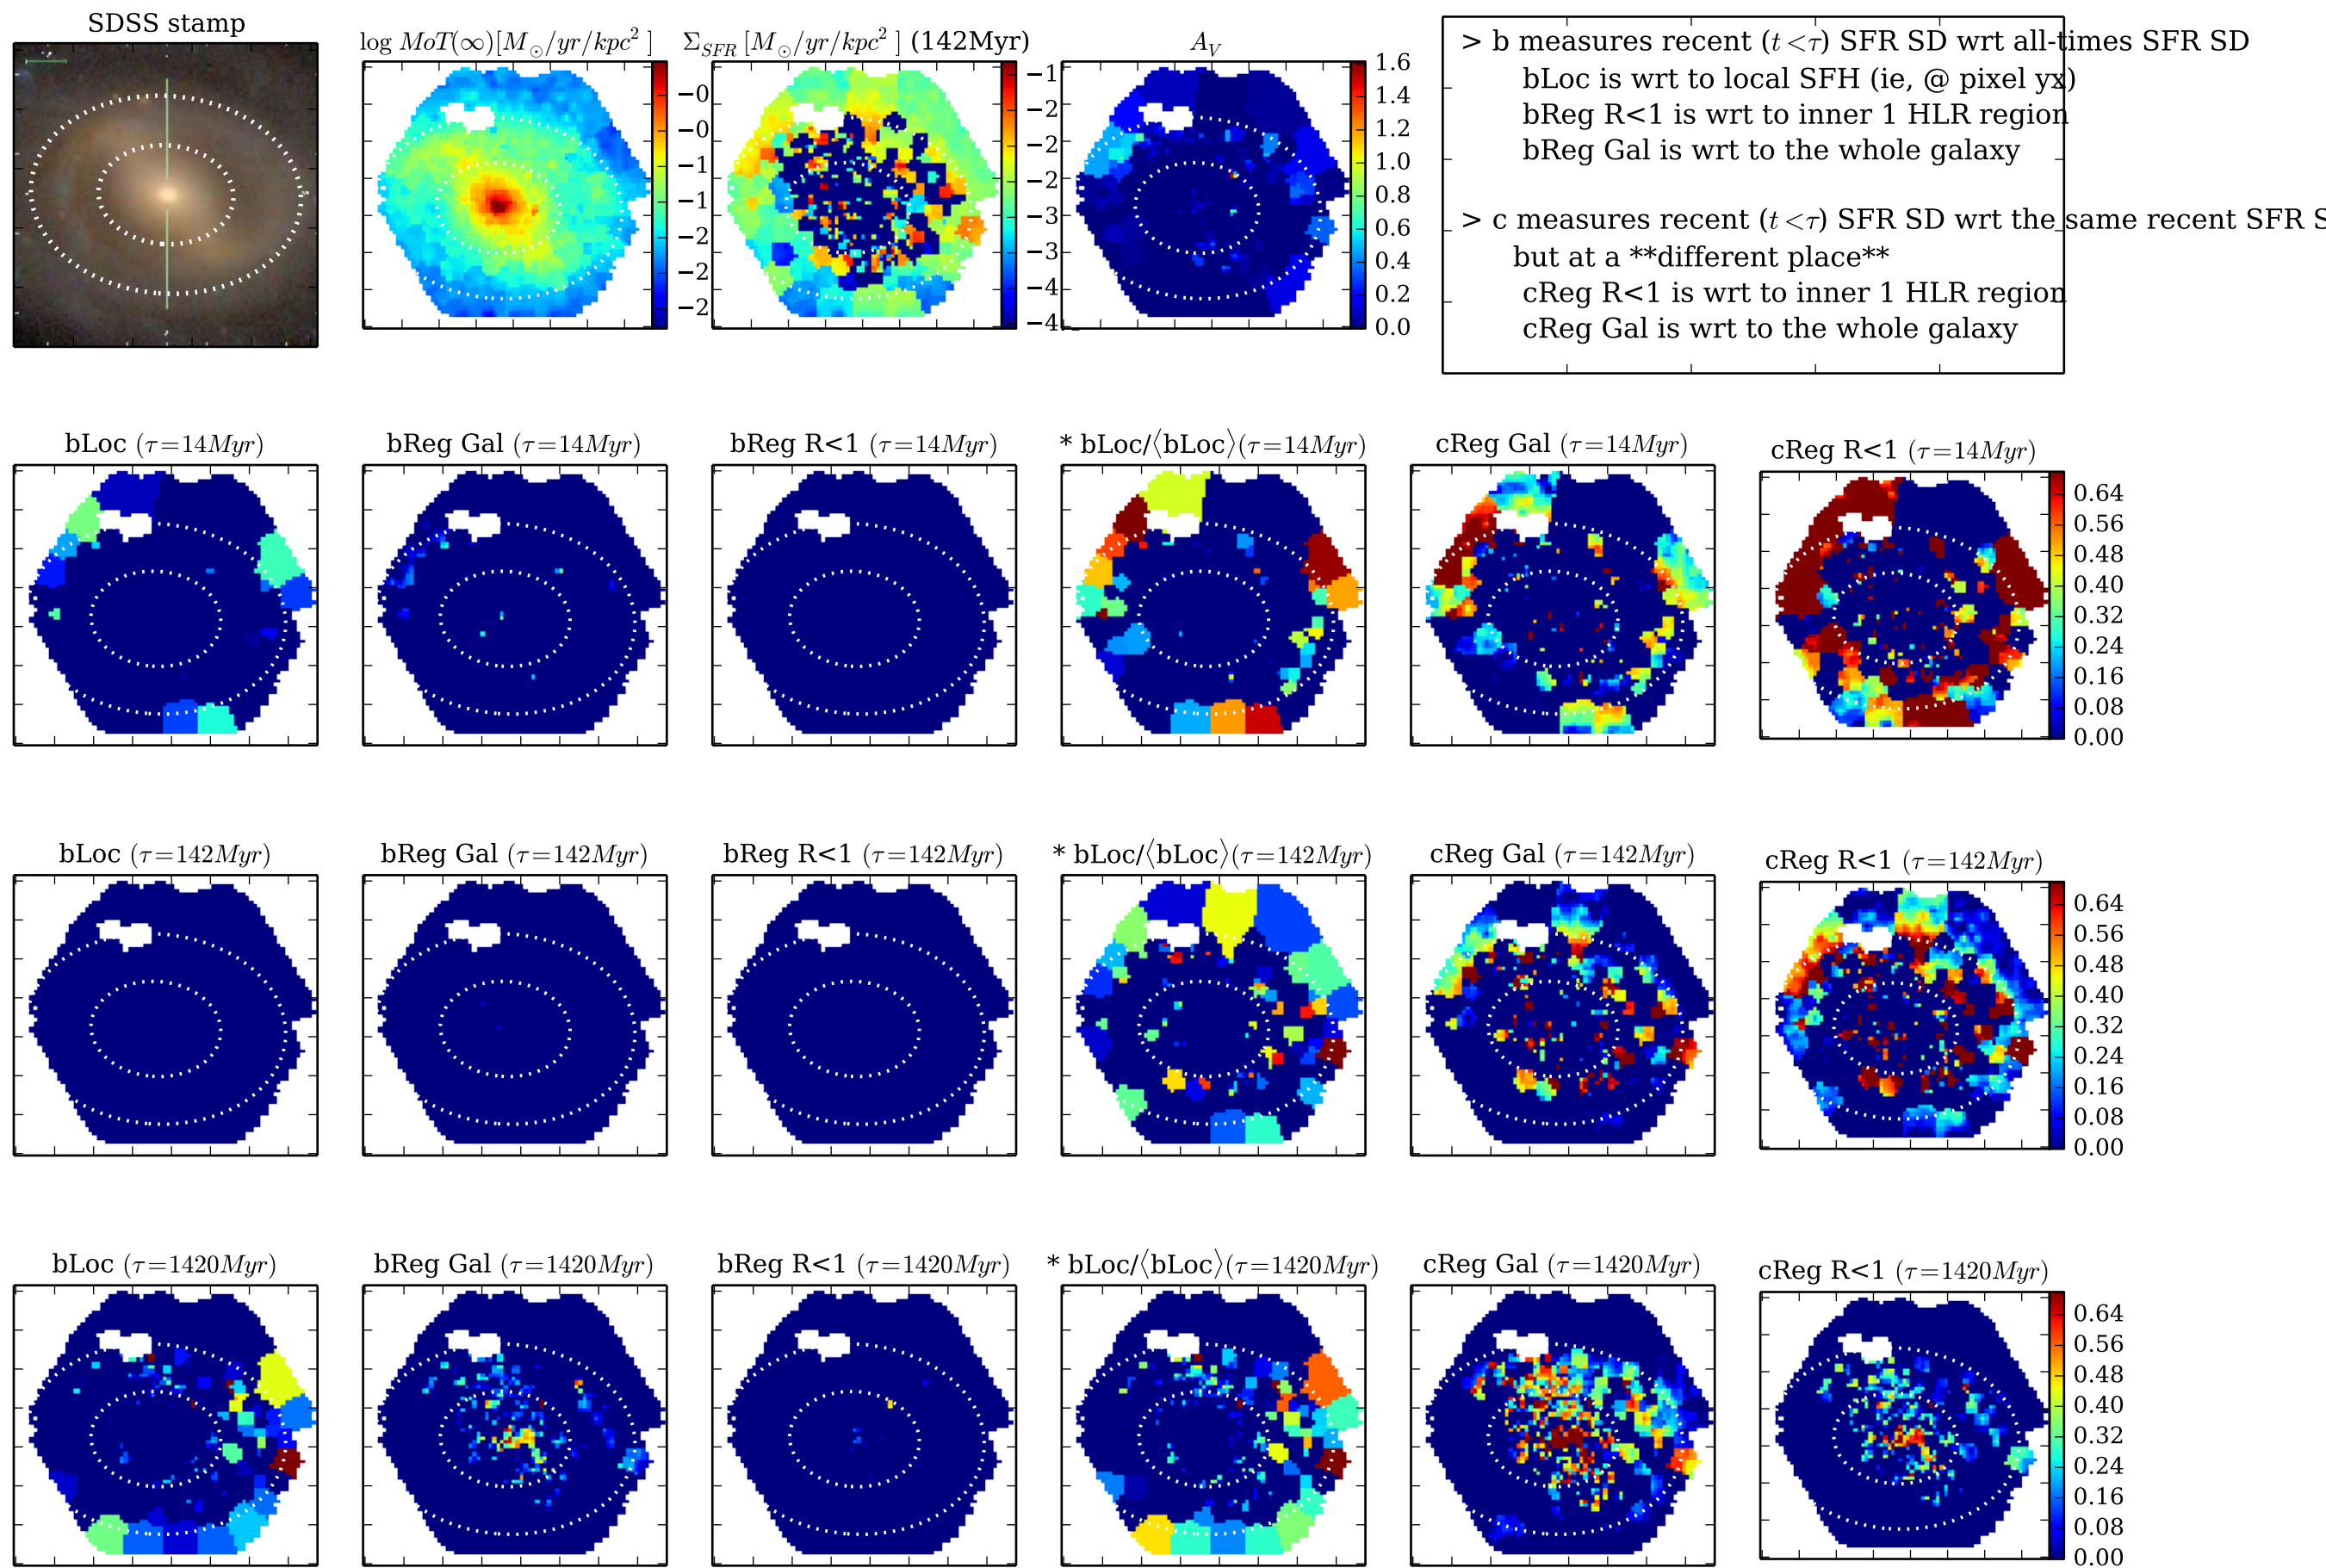 SDSS stamp
log MoT(∞)[M⊙/yr/kpc² ]
Σ_SFR [M⊙/yr/kpc² ] (142Myr)
A_V
−0
−0
−1
−1
−2
−2
−2
−1
−2
−2
−2
−3
−3
−4
−4
1.6
1.4
1.2
1.0
0.8
0.6
0.4
0.2
0.0
> b measures recent (t<τ) SFR SD wrt all-times SFR SD
bLoc is wrt to local SFH (ie, @ pixel yx)
bReg R<1 is wrt to inner 1 HLR region
bReg Gal is wrt to the whole galaxy
> c measures recent (t<τ) SFR SD wrt the same recent SFR S
but at a **different place**
cReg R<1 is wrt to inner 1 HLR region
cReg Gal is wrt to the whole galaxy
bLoc (τ=14Myr)
bReg Gal (τ=14Myr)
bReg R<1 (τ=14Myr)
* bLoc/⟨bLoc⟩(τ=14Myr)
cReg Gal (τ=14Myr)
cReg R<1 (τ=14Myr)
0.64
0.56
0.48
0.40
0.32
0.24
0.16
0.08
0.00
bLoc (τ=142Myr)
bReg Gal (τ=142Myr)
bReg R<1 (τ=142Myr)
* bLoc/⟨bLoc⟩(τ=142Myr)
cReg Gal (τ=142Myr)
cReg R<1 (τ=142Myr)
0.64
0.56
0.48
0.40
0.32
0.24
0.16
0.08
0.00
bLoc (τ=1420Myr)
bReg Gal (τ=1420Myr)
bReg R<1 (τ=1420Myr)
* bLoc/⟨bLoc⟩(τ=1420Myr)
cReg Gal (τ=1420Myr)
cReg R<1 (τ=1420Myr)
0.64
0.56
0.48
0.40
0.32
0.24
0.16
0.08
0.00